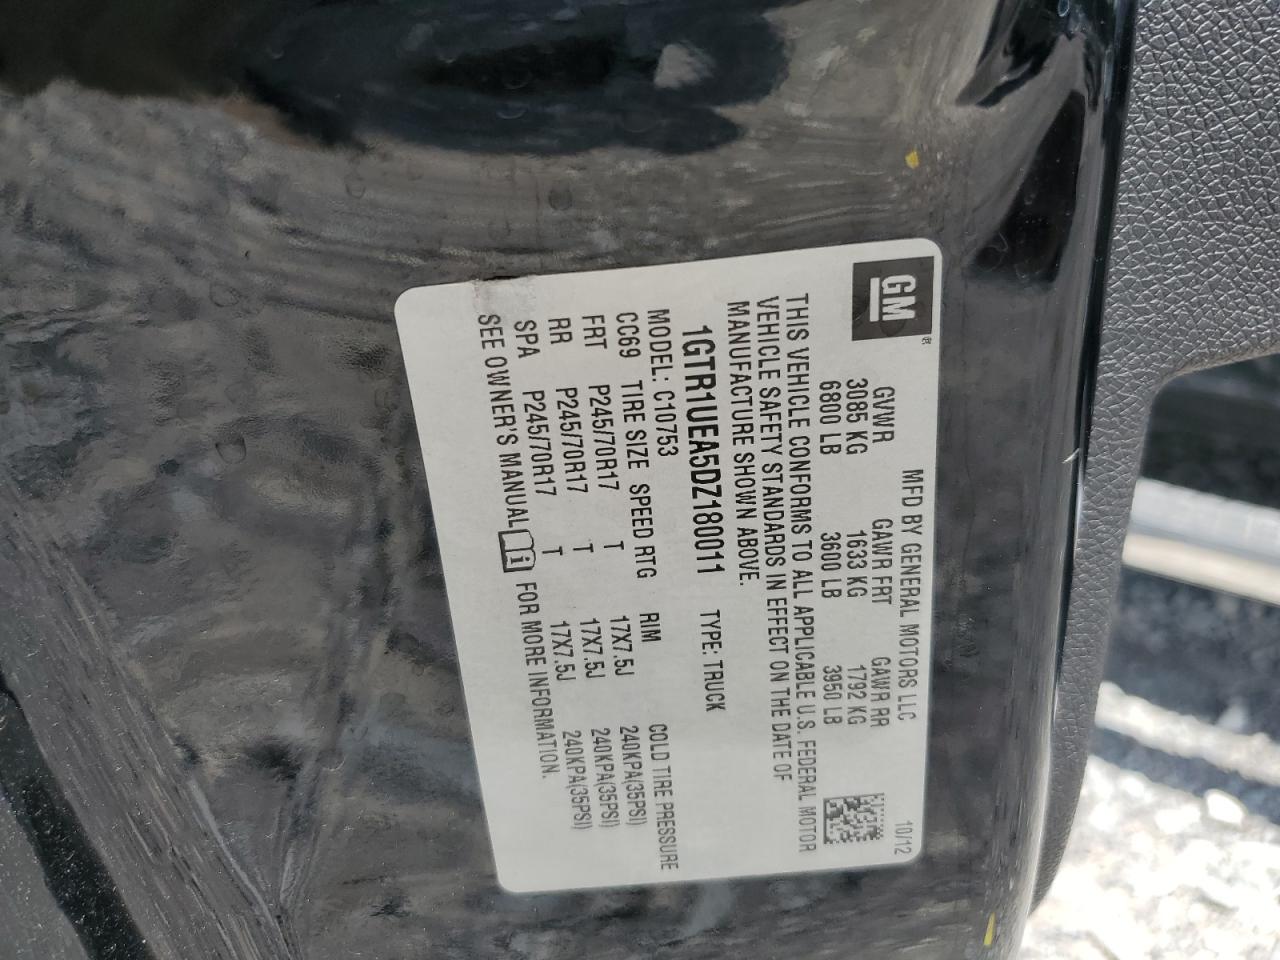 GM
MFD BY GENERAL MOTORS LLC 10/12
GVWR GAWR FRT GAWR RR
3085 KG 1633 KG 1792 KG
6800 LB 3600 LB 3950 LB
THIS VEHICLE CONFORMS TO ALL APPLICABLE U.S. FEDERAL MOTOR
VEHICLE SAFETY STANDARDS IN EFFECT ON THE DATE OF
MANUFACTURE SHOWN ABOVE.
1GTR1UEA5DZ180011 TYPE: TRUCK
MODEL: C10753
CC69 TIRE SIZE SPEED RTG RIM COLD TIRE PRESSURE
FRT P245/70R17 T 17X7.5J 240KPA(35PSI)
RR P245/70R17 T 17X7.5J 240KPA(35PSI)
SPA P245/70R17 T 17X7.5J 240KPA(35PSI)
SEE OWNER'S MANUAL i FOR MORE INFORMATION.